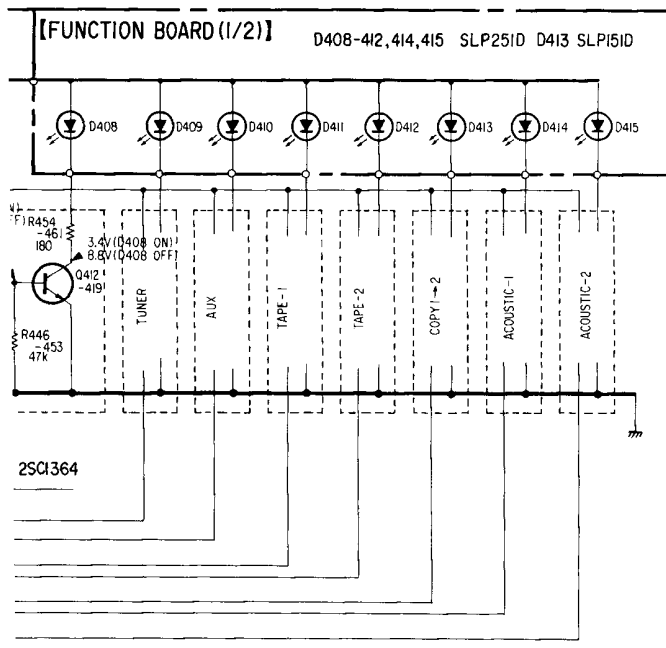 【FUNCTION BOARD (1/2)】
D408-412,414,415 SLP251D D413 SLP151D
D408
D409
D410
D411
D412
D413
D414
D415
R454
-461
180
3.4V(D408 ON)
8.8V(D408 OFF)
Q412
-419
R446
-453
47k
TUNER
AUX
TAPE-1
TAPE-2
COPY 1→2
ACOUSTIC-1
ACOUSTIC-2
2SC1364